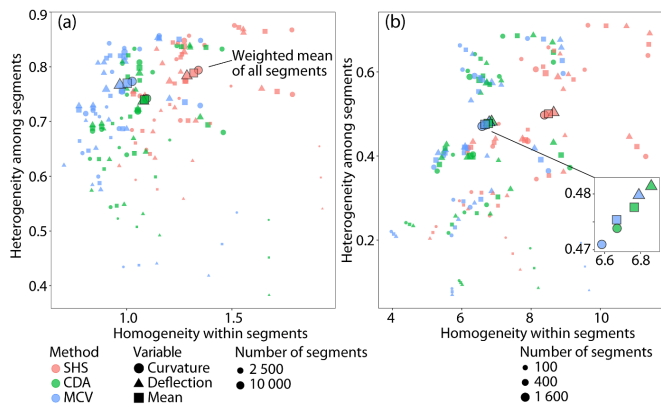 (a)
(b)
0.9
0.8
0.7
0.6
0.5
0.4
Heterogeneity among segments
Weighted mean
of all segments
1.0
1.5
Homogeneity within segments
0.6
0.4
0.2
Heterogeneity among segments
0.48
0.47
6.6
6.8
4
6
8
10
Homogeneity within segments
Method
SHS
CDA
MCV
Variable
Curvature
Deflection
Mean
Number of segments
2 500
10 000
Number of segments
100
400
1 600